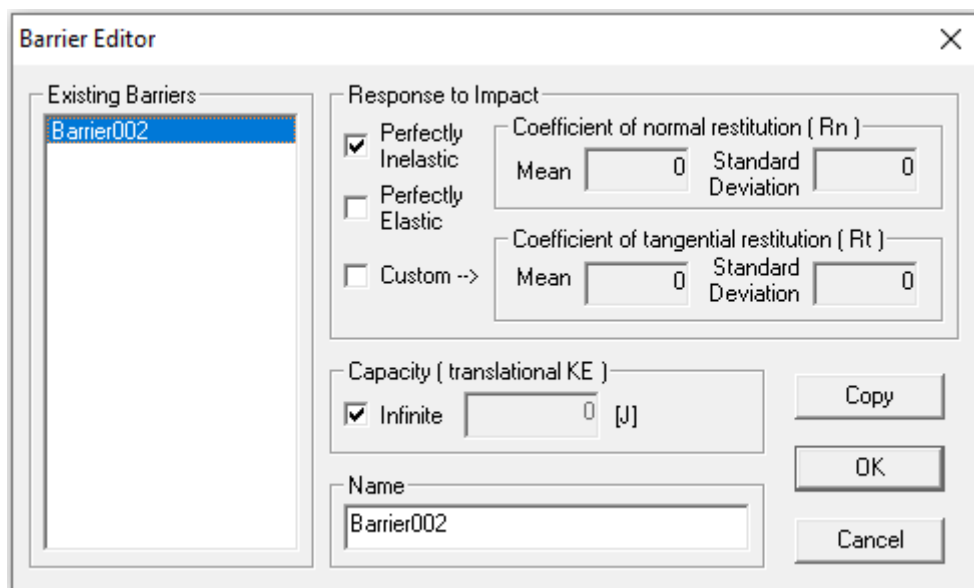 Barrier Editor
Existing Barriers
Barrier002
Response to Impact
Perfectly
Inelastic
Perfectly
Elastic
Custom -->
Coefficient of normal restitution ( Rn )
Mean 0 Standard
Deviation 0
Coefficient of tangential restitution ( Rt )
Mean 0 Standard
Deviation 0
Capacity ( translational KE )
Infinite 0 [J]
Name
Barrier002
Copy
OK
Cancel